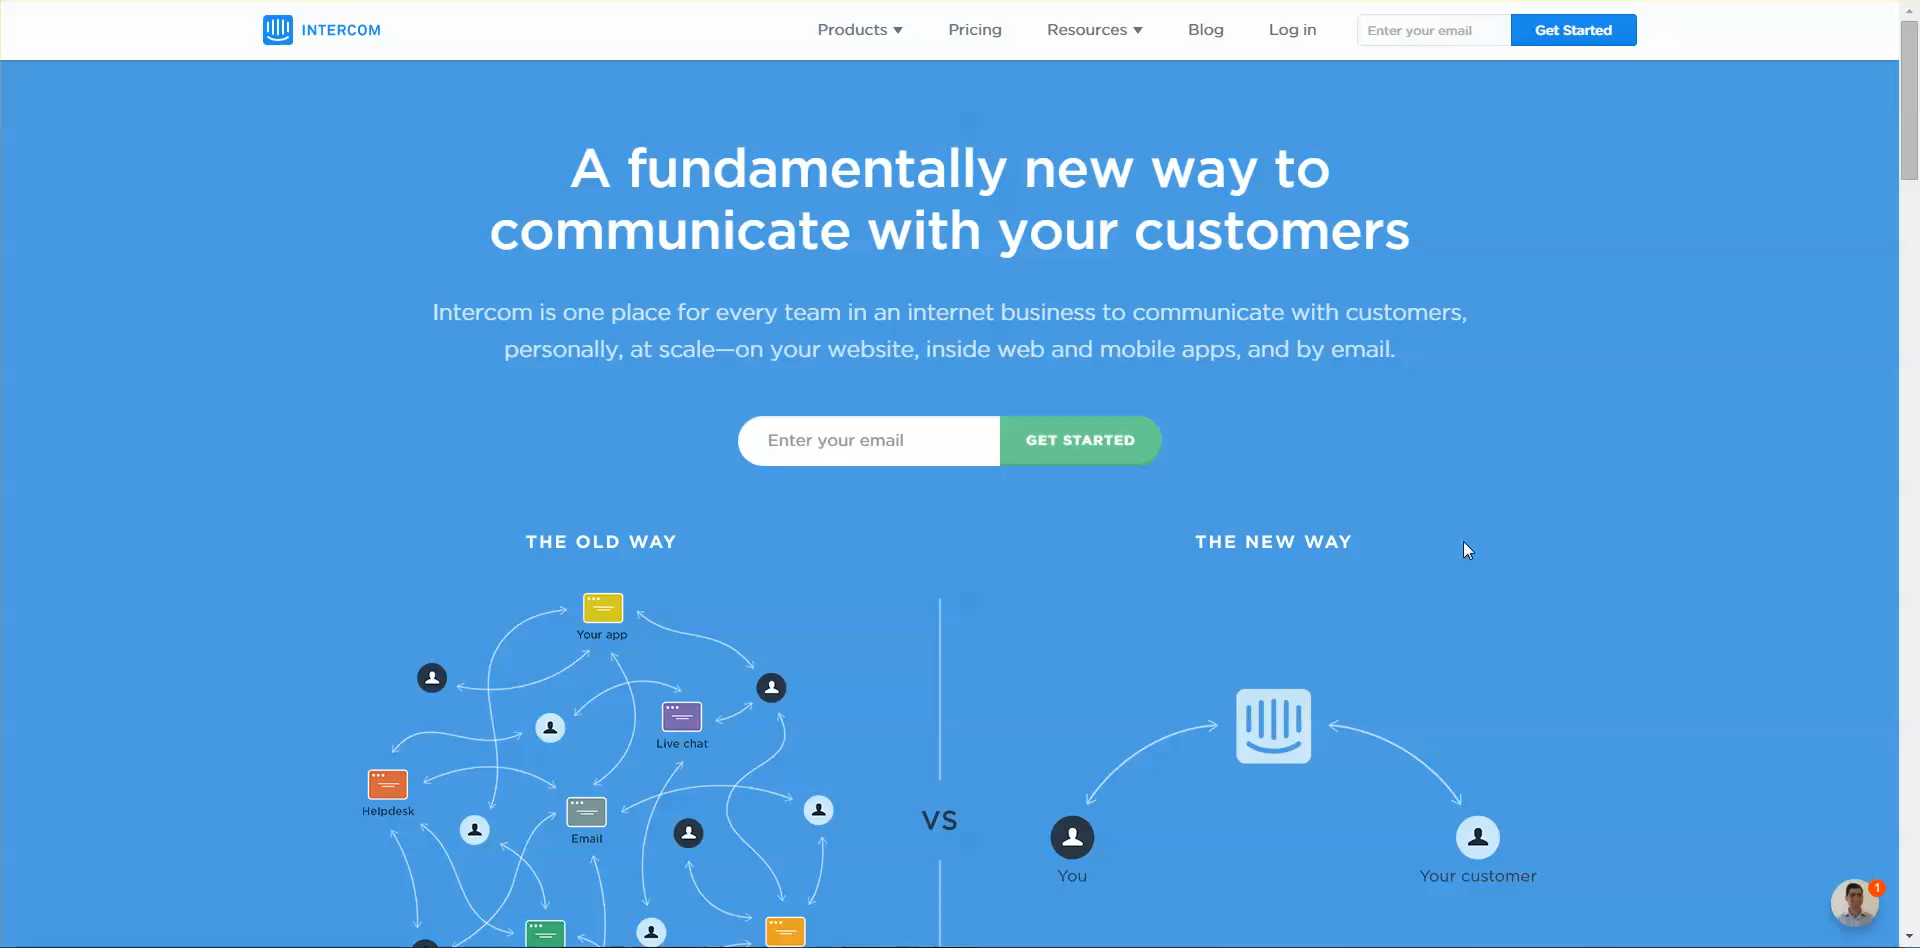 INTERCOM
Products ▼ Pricing Resources ▼ Blog Log in Enter your email Get Started
A fundamentally new way to
communicate with your customers
Intercom is one place for every team in an internet business to communicate with customers,
personally, at scale—on your website, inside web and mobile apps, and by email.
Enter your email GET STARTED
THE OLD WAY
THE NEW WAY
Your app
Live chat
Helpdesk
Email
VS
You
Your customer
1